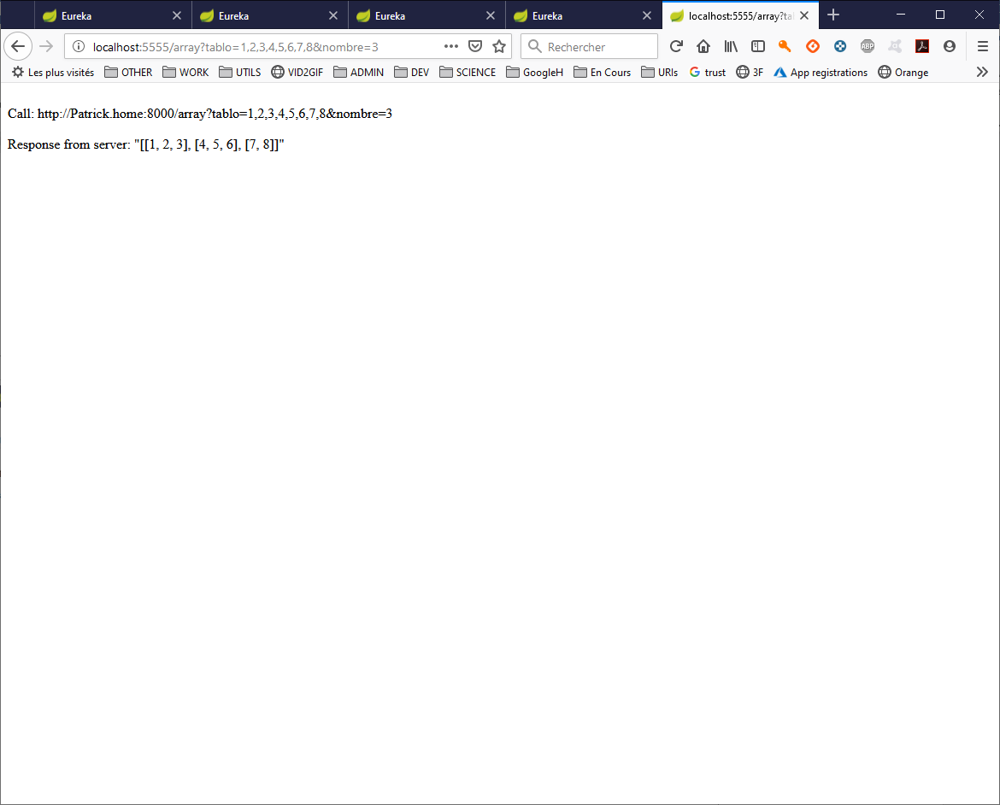 Eureka
Eureka
Eureka
Eureka
localhost:5555/array?ta
localhost:5555/array?tablo=1,2,3,4,5,6,7,8&nombre=3
Rechercher
ABP
Les plus visités OTHER WORK UTILS VID2GIF ADMIN DEV SCIENCE GoogleH En Cours URIs trust 3F App registrations Orange
Call: http://Patrick.home:8000/array?tablo=1,2,3,4,5,6,7,8&nombre=3
Response from server: "[[1, 2, 3], [4, 5, 6], [7, 8]]"